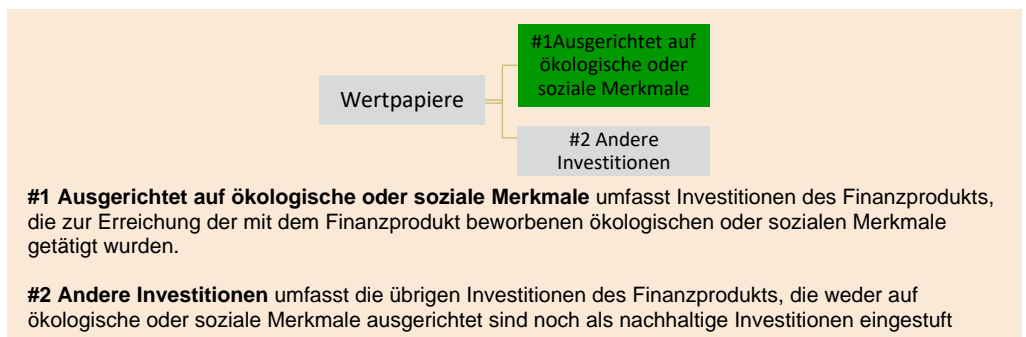 #1Ausgerichtet auf
ökologische oder
soziale Merkmale
Wertpapiere
#2 Andere
Investitionen
#1 Ausgerichtet auf ökologische oder soziale Merkmale umfasst Investitionen des Finanzprodukts,
die zur Erreichung der mit dem Finanzprodukt beworbenen ökologischen oder sozialen Merkmale
getätigt wurden.
#2 Andere Investitionen umfasst die übrigen Investitionen des Finanzprodukts, die weder auf
ökologische oder soziale Merkmale ausgerichtet sind noch als nachhaltige Investitionen eingestuft